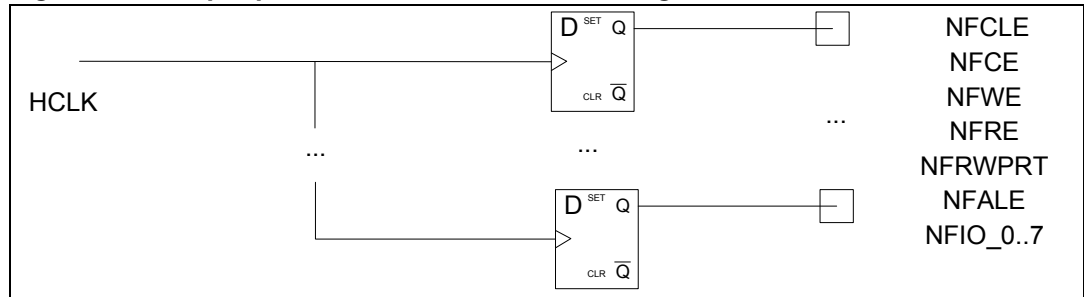 D SET Q
CLR Q
HCLK
...
...
...
D SET Q
CLR Q
NFCLE
NFCE
NFWE
NFRE
NFRWPRT
NFALE
NFIO_0..7